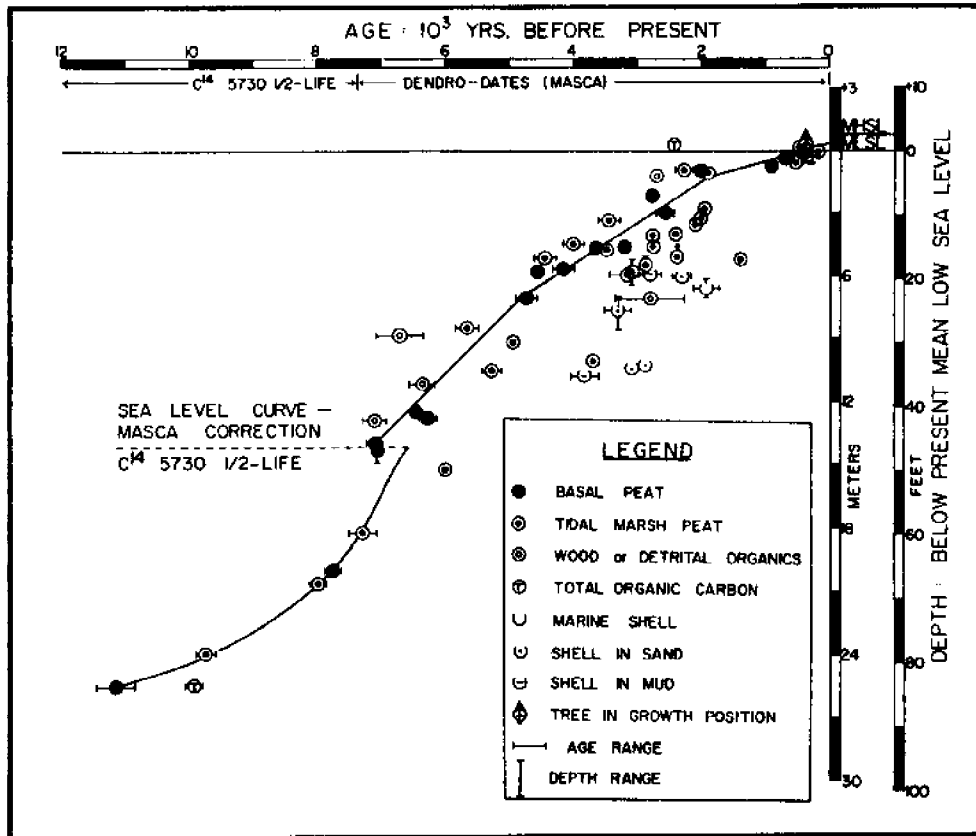 AGE : 10³ YRS. BEFORE PRESENT
12 10 8 6 4 2 0
C¹⁴ 5730 1/2-LIFE DENDRO-DATES (MASCA)
+3 +10
MHSL
MLSL
0
20
6
40
12
60
18
80
24
100
30
METERS
FEET
DEPTH : BELOW PRESENT MEAN LOW SEA LEVEL
SEA LEVEL CURVE –
MASCA CORRECTION
C¹⁴ 5730 1/2-LIFE
LEGEND
BASAL PEAT
TIDAL MARSH PEAT
WOOD or DETRITAL ORGANICS
TOTAL ORGANIC CARBON
MARINE SHELL
SHELL IN SAND
SHELL IN MUD
TREE IN GROWTH POSITION
AGE RANGE
DEPTH RANGE